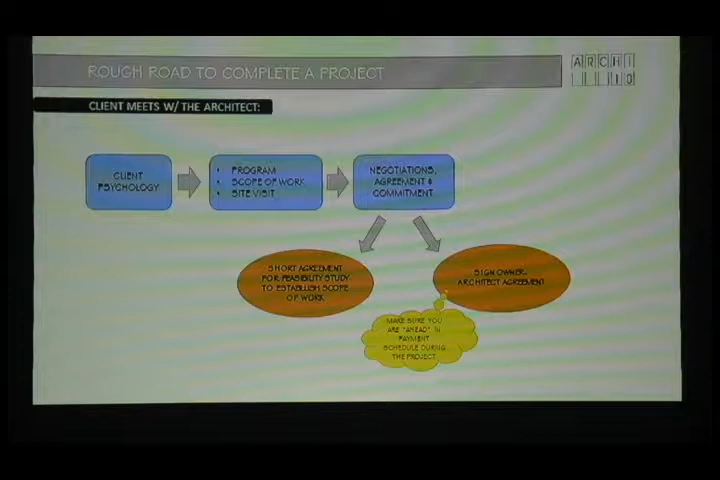 ROUGH ROAD TO COMPLETE A PROJECT
ARCHI
10
CLIENT MEETS W/ THE ARCHITECT:
CLIENT
PSYCHOLOGY
• PROGRAM
• SCOPE OF WORK
• SITE VISIT
NEGOTIATIONS,
AGREEMENT &
COMMITMENT
SHORT AGREEMENT
FOR FEASIBILITY STUDY
TO ESTABLISH SCOPE
OF WORK
SIGN OWNER-
ARCHITECT AGREEMENT
MAKE SURE YOU
ARE "AHEAD" IN
PAYMENT
SCHEDULE DURING
THE PROJECT